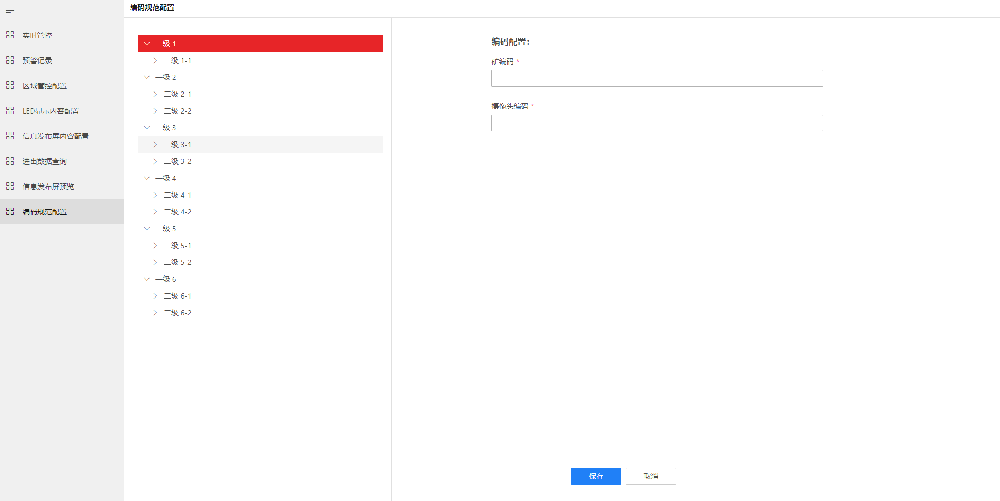 编码规范配置
实时管控
预警记录
区域管控配置
LED显示内容配置
信息发布屏内容配置
进出数据查询
信息发布屏预览
编码规范配置
一级 1
二级 1-1
一级 2
二级 2-1
二级 2-2
一级 3
二级 3-1
二级 3-2
一级 4
二级 4-1
二级 4-2
一级 5
二级 5-1
二级 5-2
一级 6
二级 6-1
二级 6-2
编码配置：
矿编码 *
摄像头编码 *
保存
取消